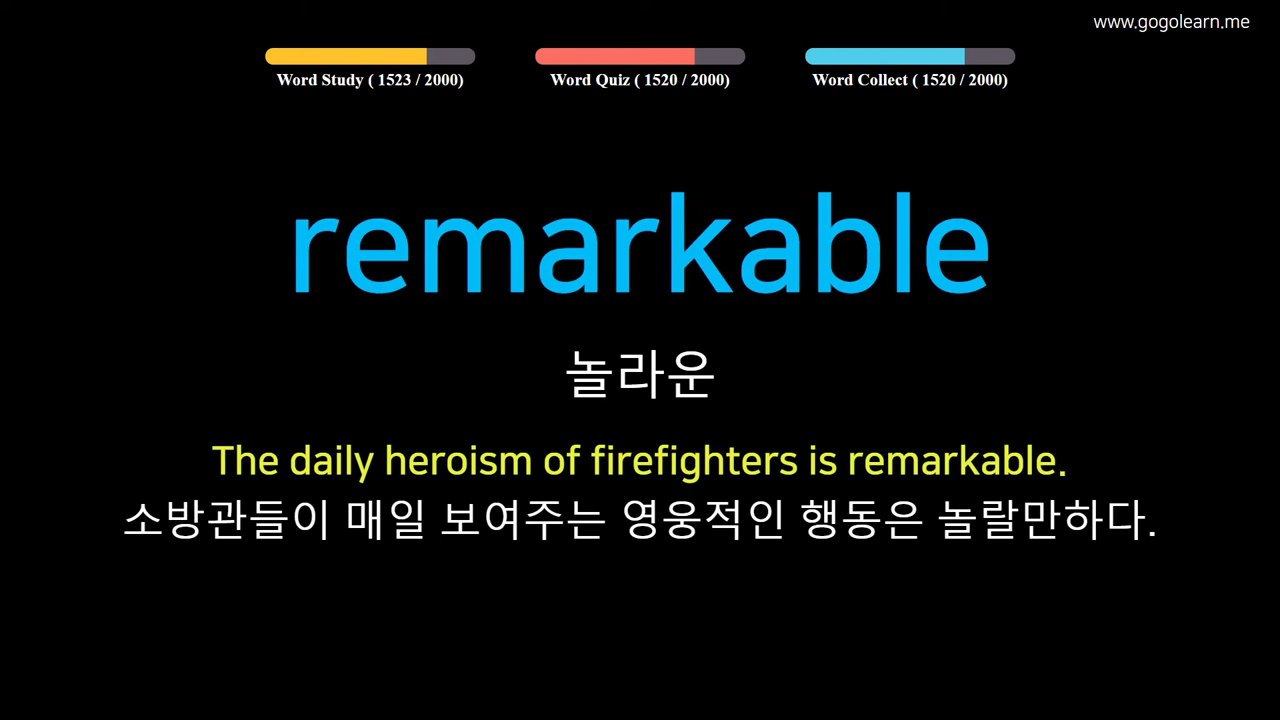 www.gogolearn.me
Word Study ( 1523 / 2000)
Word Quiz ( 1520 / 2000)
Word Collect ( 1520 / 2000)
remarkable
놀라운
The daily heroism of firefighters is remarkable.
소방관들이 매일 보여주는 영웅적인 행동은 놀랄만하다.